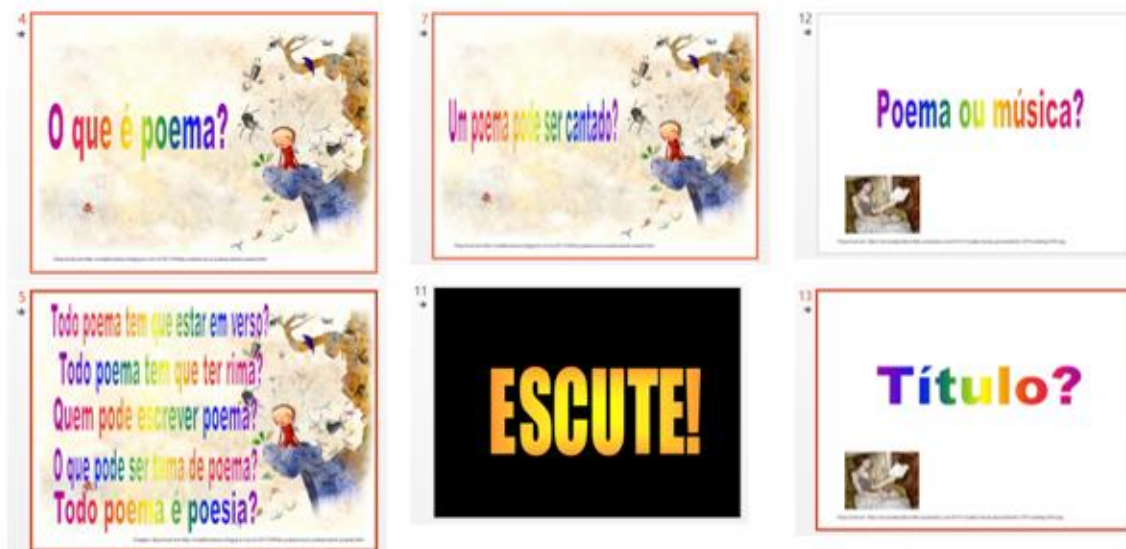 4
O que é poema?
7
Um poema pode ser cantado?
12
Poema ou música?
5
Todo poema tem que estar em verso?
Todo poema tem que ter rima?
Quem pode escrever poema?
O que pode ser tema de poema?
Todo poema é poesia?
11
ESCUTE!
13
Título?